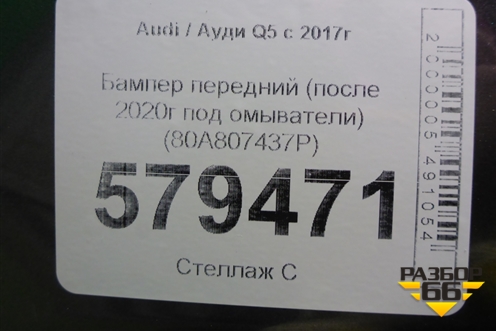 Audi / Ауди Q5 с 2017г
Бампер передний (после
2020г под омыватели)
(80A807437P)
579471
Стеллаж С
2000005491054
РАЗБОР
66